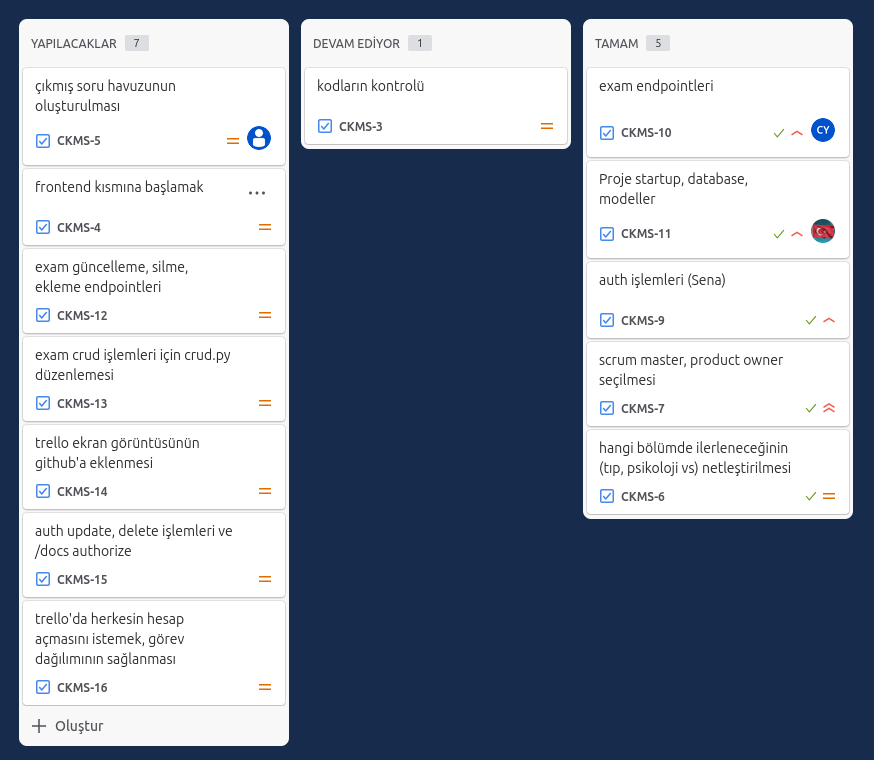 YAPILACAKLAR 7
çıkmış soru havuzunun
oluşturulması
CKMS-5
frontend kısmına başlamak
CKMS-4
exam güncelleme, silme,
ekleme endpointleri
CKMS-12
exam crud işlemleri için crud.py
düzenlemesi
CKMS-13
trello ekran görüntüsünün
github'a eklenmesi
CKMS-14
auth update, delete işlemleri ve
/docs authorize
CKMS-15
trello'da herkesin hesap
açmasını istemek, görev
dağılımının sağlanması
CKMS-16
Oluştur
DEVAM EDİYOR 1
kodların kontrolü
CKMS-3
TAMAM 5
exam endpointleri
CKMS-10 CY
Proje startup, database,
modeller
CKMS-11
auth işlemleri (Sena)
CKMS-9
scrum master, product owner
seçilmesi
CKMS-7
hangi bölümde ilerleneceğinin
(tıp, psikoloji vs) netleştirilmesi
CKMS-6